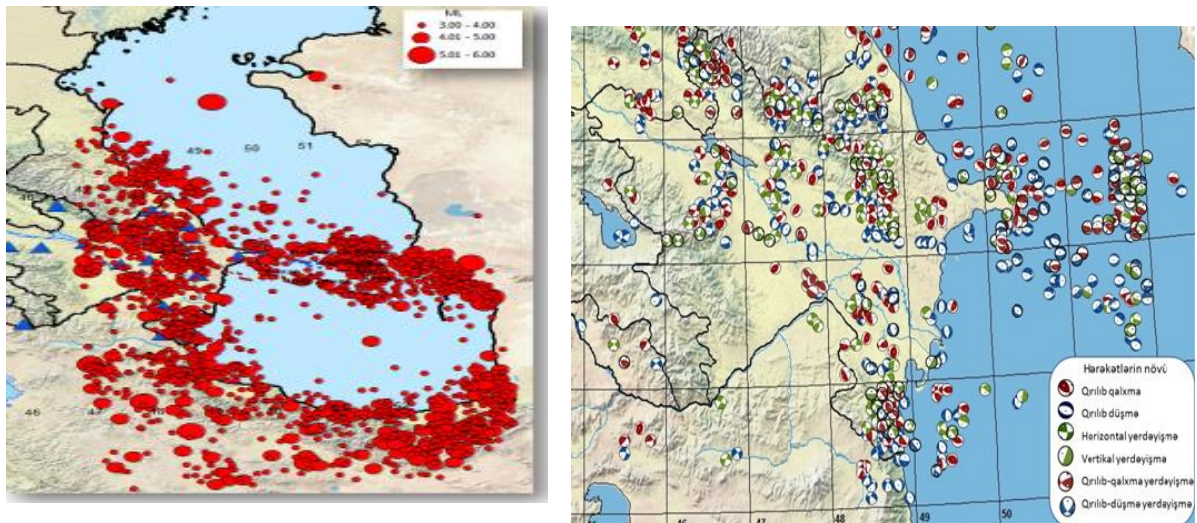 ML
3.00 – 4.00
4.01 – 5.00
5.01 – 6.00
49 50 51
46 47
Hərəkətlərin növü
Qırılıb qalxma
Qırılıb düşmə
Horizontal yerdəyişmə
Vertikal yerdəyişmə
Qırılıb-qalxma yerdəyişmə
Qırılıb-düşmə yerdəyişmə
46 47 48 49 50